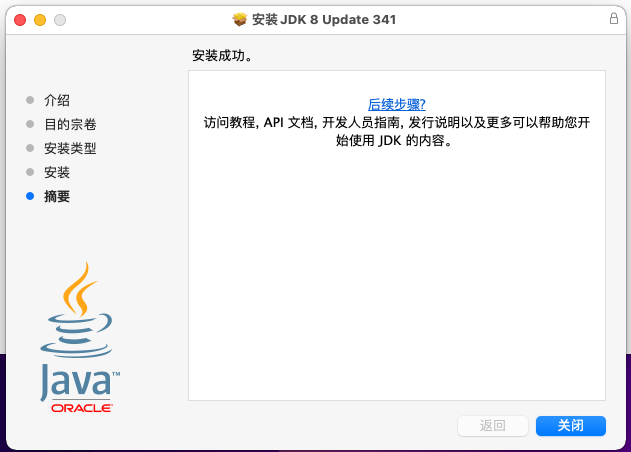 安装 JDK 8 Update 341
安装成功。
介绍
目的宗卷
安装类型
安装
摘要
后续步骤?
访问教程, API 文档, 开发人员指南, 发行说明以及更多可以帮助您开
始使用 JDK 的内容。
Java™
ORACLE
返回
关闭